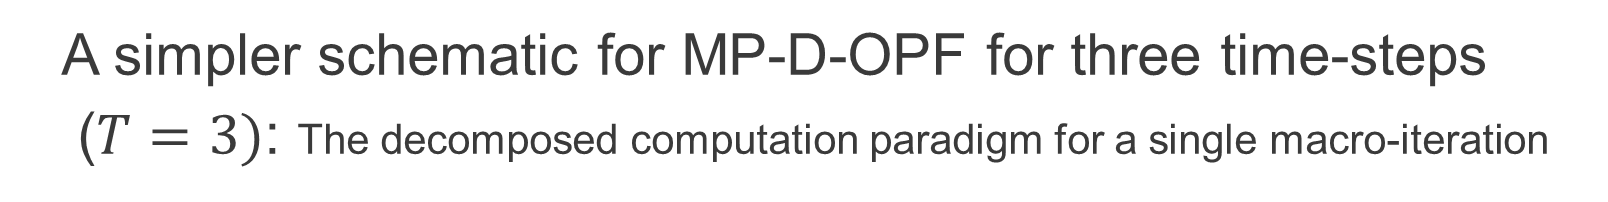 A simpler schematic for MP-D-OPF for three time-steps
(T = 3): The decomposed computation paradigm for a single macro-iteration